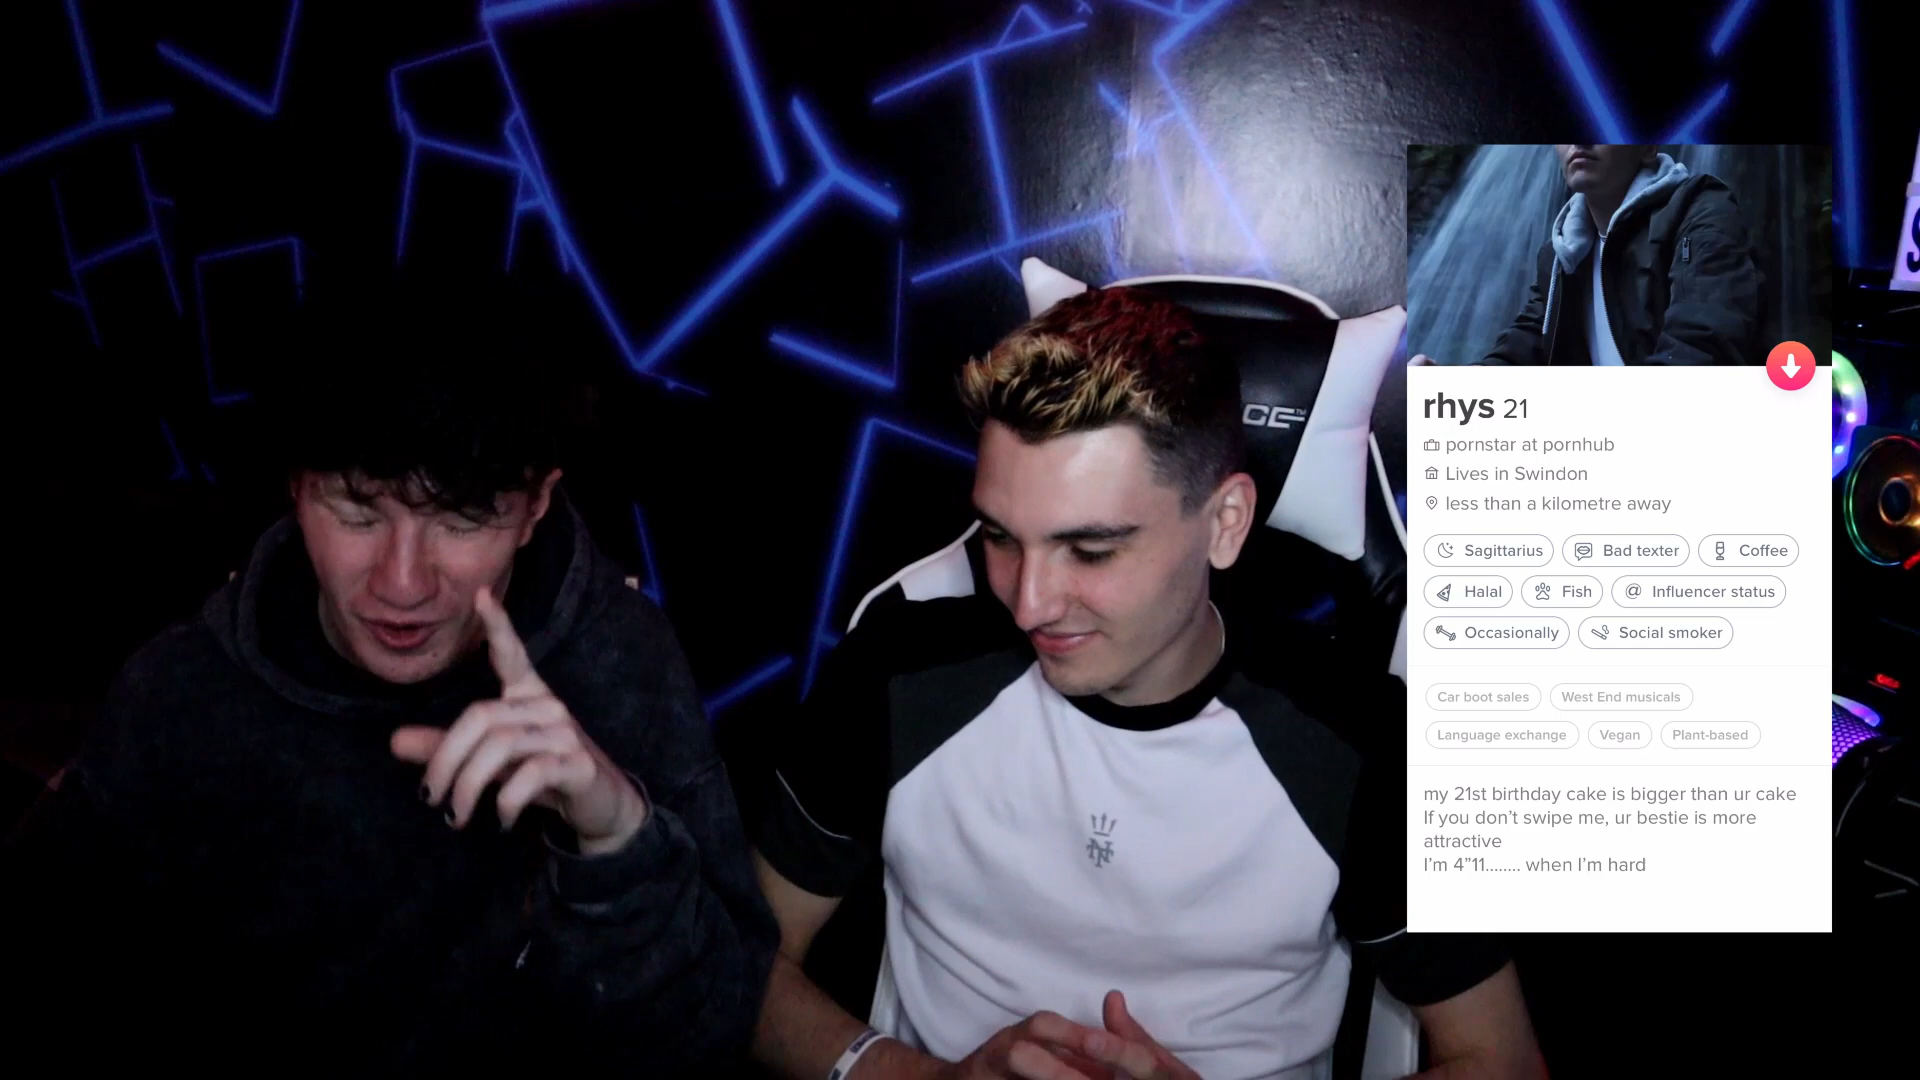 rhys 21
pornstar at pornhub
Lives in Swindon
less than a kilometre away
Sagittarius Bad texter Coffee
Halal Fish @ Influencer status
Occasionally Social smoker
Car boot sales West End musicals
Language exchange Vegan Plant-based
my 21st birthday cake is bigger than ur cake
If you don’t swipe me, ur bestie is more
attractive
I’m 4”11........ when I’m hard
CE™